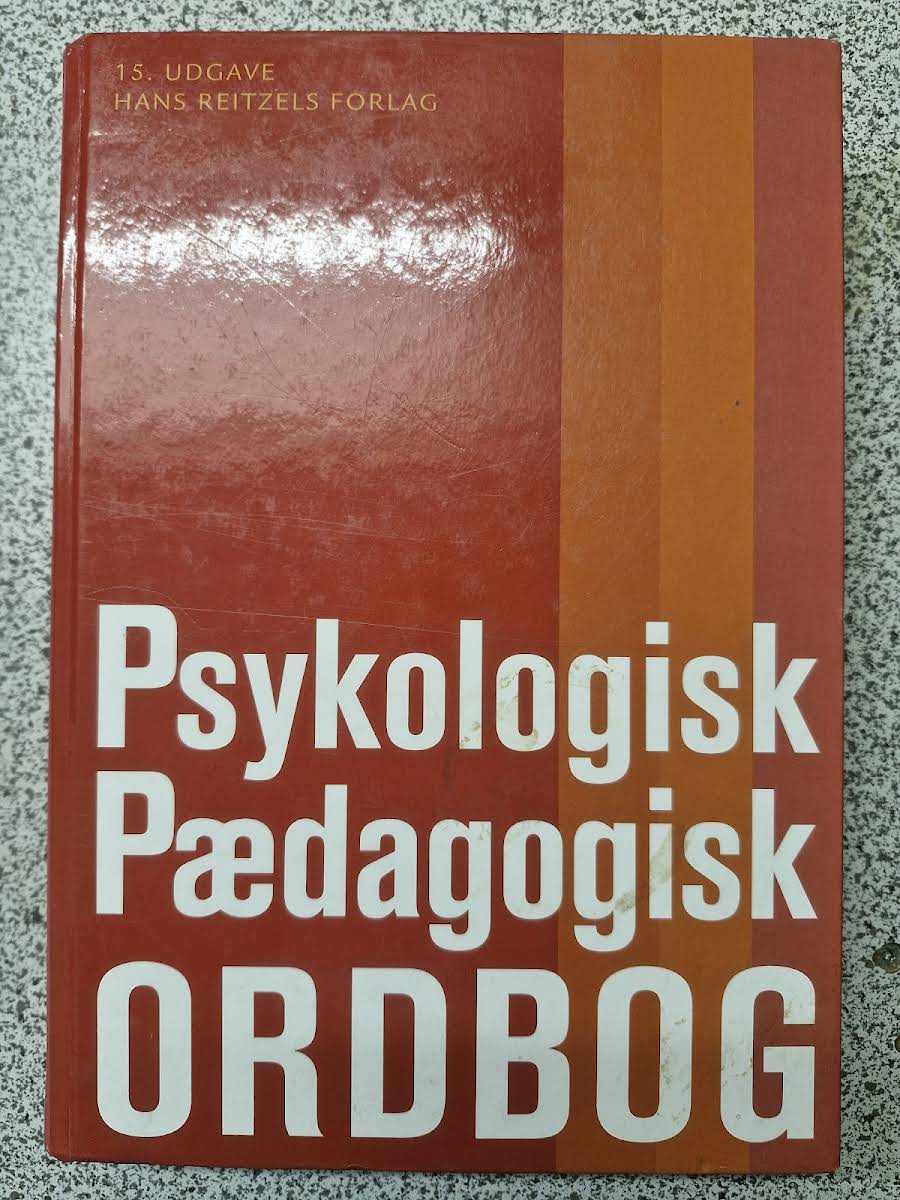 15. UDGAVE
HANS REITZELS FORLAG
Psykologisk
Pædagogisk
ORDBOG